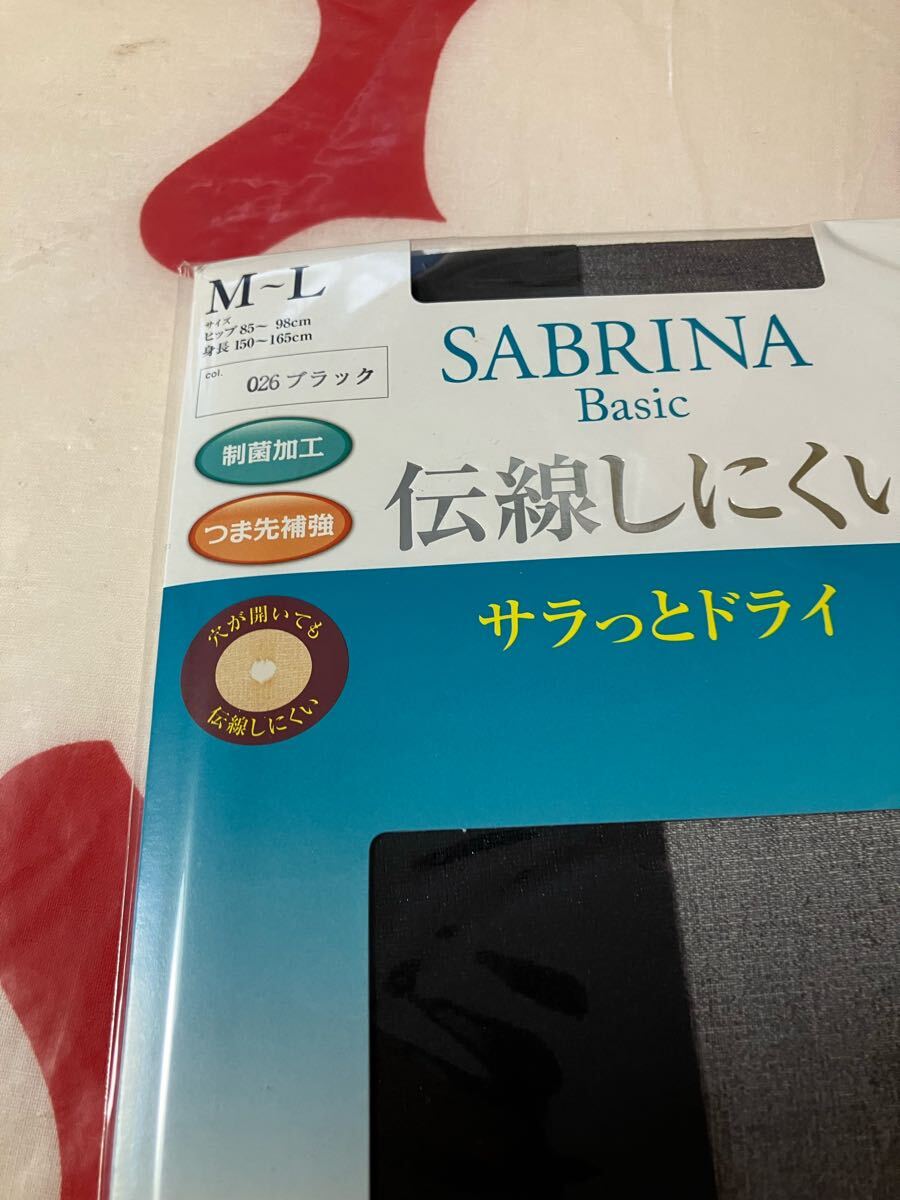 M~L
サイズ
ヒップ 85~ 98cm
身長 150~165cm
col.
026 ブラック
制菌加工
つま先補強
穴が開いても
伝線しにくい
SABRINA
Basic
伝線しにくい
サラっとドライ